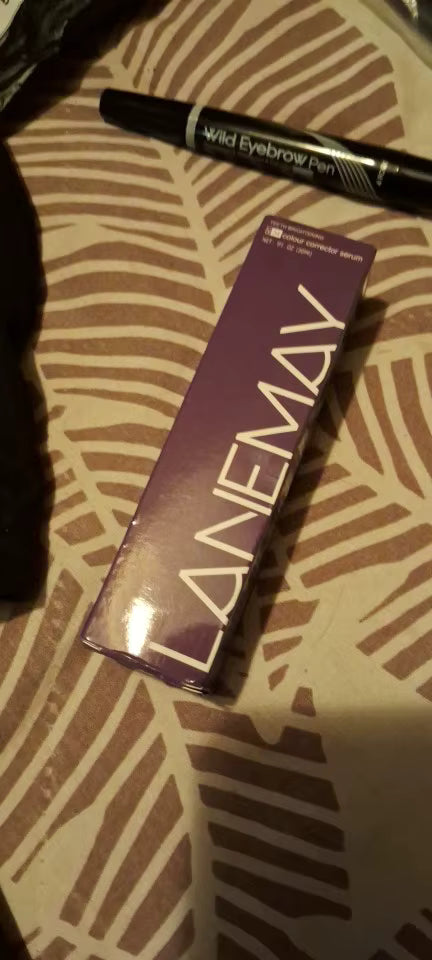 Wild Eyebrow Pen
TEETH BRIGHTENING
colour corrector serum
LANEMAY